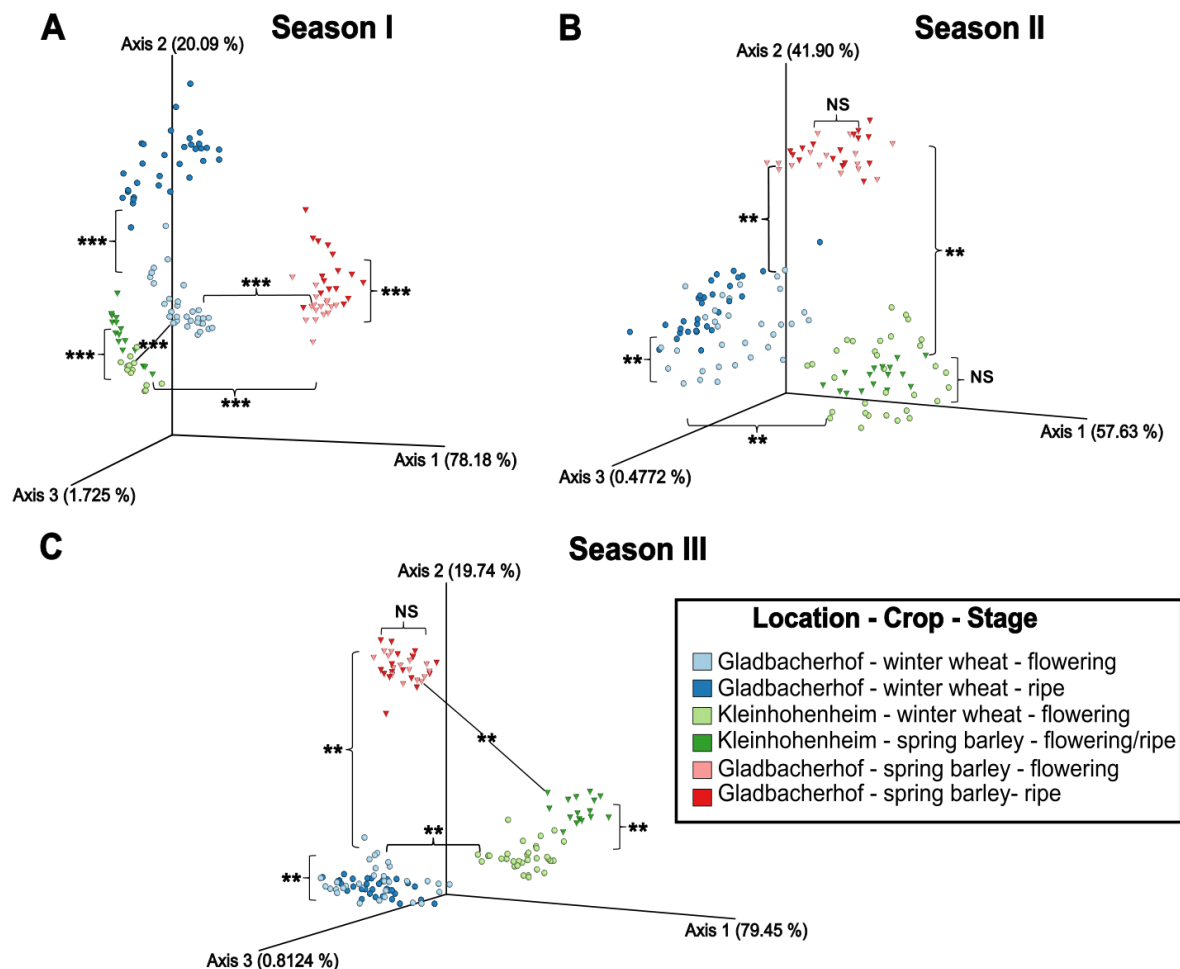 A
Season I
Axis 2 (20.09 %)
***
***
***
***
***
***
Axis 1 (78.18 %)
Axis 3 (1.725 %)
B
Season II
Axis 2 (41.90 %)
NS
**
**
**
NS
**
Axis 1 (57.63 %)
Axis 3 (0.4772 %)
C
Season III
Axis 2 (19.74 %)
NS
**
**
**
**
**
Axis 1 (79.45 %)
Axis 3 (0.8124 %)
Location - Crop - Stage
Gladbacherhof - winter wheat - flowering
Gladbacherhof - winter wheat - ripe
Kleinhohenheim - winter wheat - flowering
Kleinhohenheim - spring barley - flowering/ripe
Gladbacherhof - spring barley - flowering
Gladbacherhof - spring barley- ripe